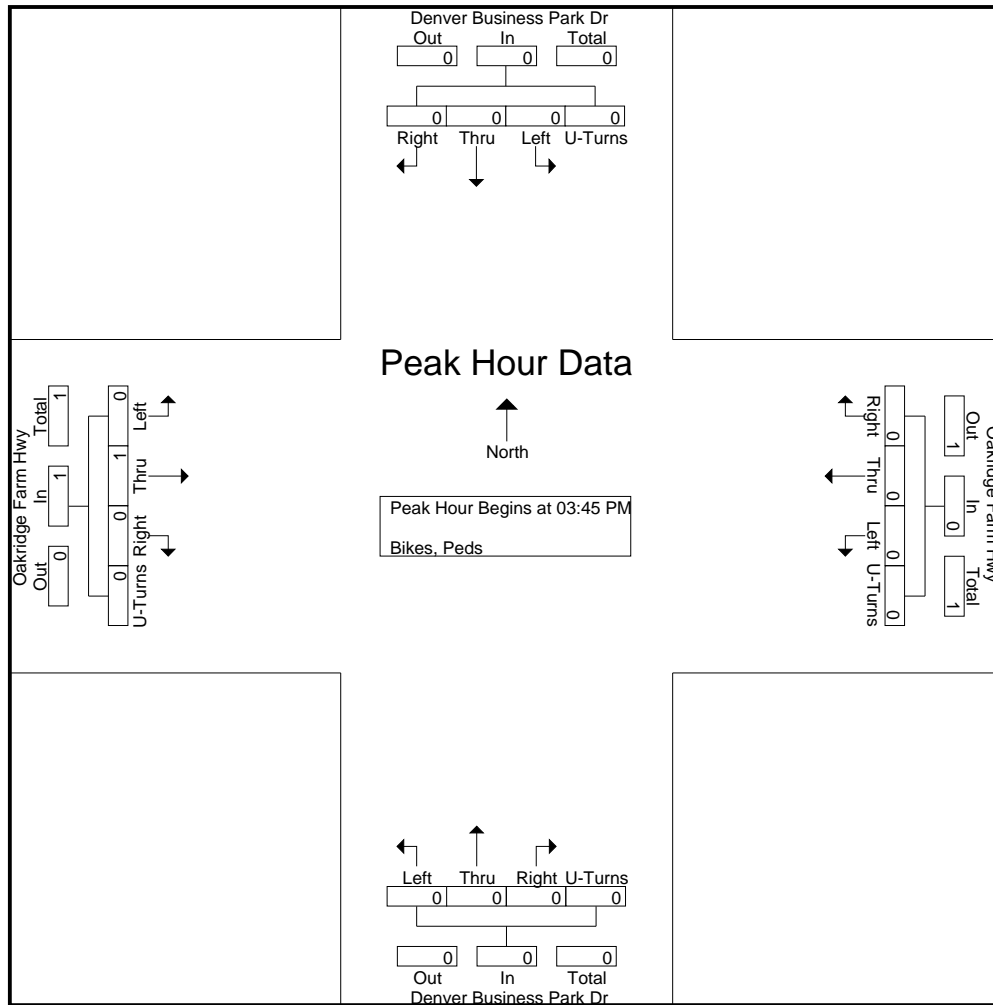 Denver Business Park Dr
Out In Total
0 0 0
0 0 0 0
Right Thru Left U-Turns
Peak Hour Data
North
Peak Hour Begins at 03:45 PM
Bikes, Peds
Oakridge Farm Hwy
Out In Total
0 1 1
0 0 1 0
U-Turns Right Thru Left
Oakridge Farm Hwy
Out In Total
1 0 1
0 0 0 0
Right Thru Left U-Turns
Left Thru Right U-Turns
0 0 0 0
0 0 0
Out In Total
Denver Business Park Dr